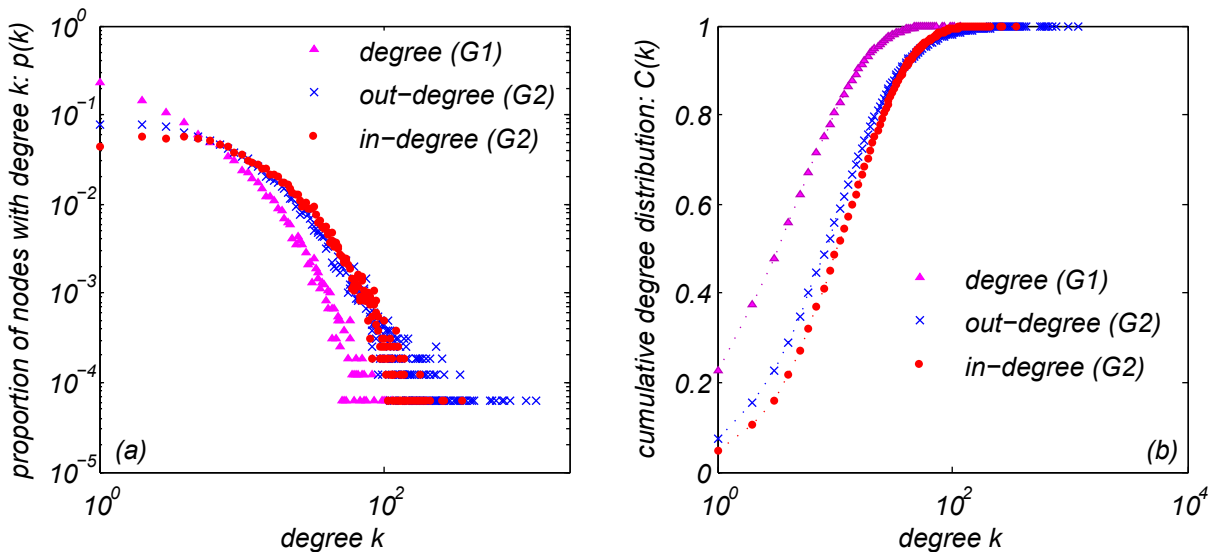 proportion of nodes with degree k: p(k)
10^0
10^-1
10^-2
10^-3
10^-4
10^-5
degree (G1)
out-degree (G2)
in-degree (G2)
(a)
10^0
10^2
degree k
cumulative degree distribution: C(k)
1
0.8
0.6
0.4
0.2
0
degree (G1)
out-degree (G2)
in-degree (G2)
(b)
10^0
10^2
10^4
degree k